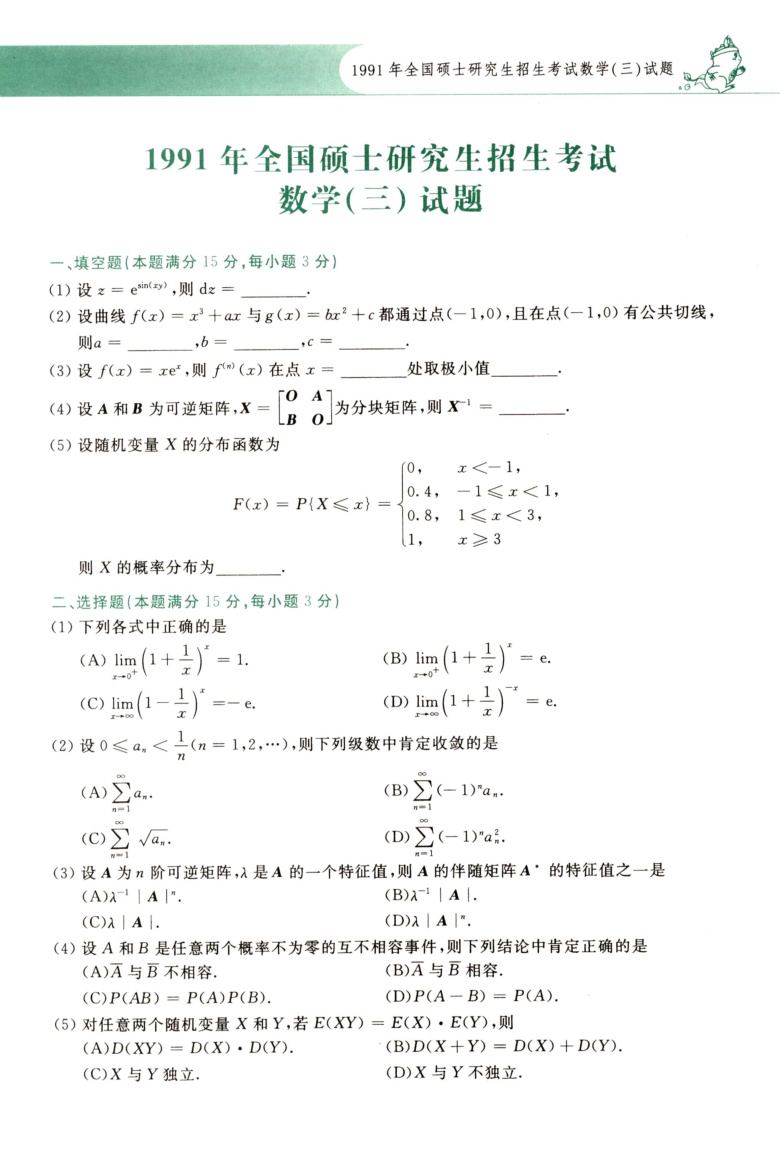 1991 年全国硕士研究生招生考试数学(三)试题
1991 年全国硕士研究生招生考试
数学(三)试题
一、填空题(本题满分 15 分,每小题 3 分)
(1) 设 z = e^{sin(xy)},则 dz = ________.
(2) 设曲线 f(x) = x³ + ax 与 g(x) = bx² + c 都通过点(−1,0),且在点(−1,0) 有公共切线,
则a = ________,b = ________,c = ________.
(3) 设 f(x) = xeˣ,则 f⁽ⁿ⁾(x) 在点 x = ________处取极小值________.
(4) 设 A 和 B 为可逆矩阵,X = [O A; B O]为分块矩阵,则 X⁻¹ = ________.
(5) 设随机变量 X 的分布函数为
F(x) = P{X ⩽ x} = {
0, x < −1,
0.4, −1 ⩽ x < 1,
0.8, 1 ⩽ x < 3,
1, x ⩾ 3
则 X 的概率分布为________.
二、选择题(本题满分 15 分,每小题 3 分)
(1) 下列各式中正确的是
(A) lim_{x→0⁺}(1 + 1/x)^x = 1. (B) lim_{x→0⁺}(1 + 1/x)^x = e.
(C) lim_{x→∞}(1 − 1/x)^x = − e. (D) lim_{x→∞}(1 + 1/x)^{−x} = e.
(2) 设 0 ⩽ aₙ < 1/n (n = 1,2,⋯),则下列级数中肯定收敛的是
(A) ∑_{n=1}^{∞} aₙ. (B) ∑_{n=1}^{∞} (−1)ⁿaₙ.
(C) ∑_{n=1}^{∞} √aₙ. (D) ∑_{n=1}^{∞} (−1)ⁿaₙ².
(3) 设 A 为 n 阶可逆矩阵,λ 是 A 的一个特征值,则 A 的伴随矩阵 A* 的特征值之一是
(A)λ⁻¹ | A |ⁿ. (B)λ⁻¹ | A |.
(C)λ | A |. (D)λ | A |ⁿ.
(4) 设 A 和 B 是任意两个概率不为零的互不相容事件,则下列结论中肯定正确的是
(A)A̅ 与 B̅ 不相容. (B)A̅ 与 B̅ 相容.
(C)P(AB) = P(A)P(B). (D)P(A − B) = P(A).
(5) 对任意两个随机变量 X 和 Y,若 E(XY) = E(X)・E(Y),则
(A)D(XY) = D(X)・D(Y). (B)D(X + Y) = D(X) + D(Y).
(C)X 与 Y 独立. (D)X 与 Y 不独立.